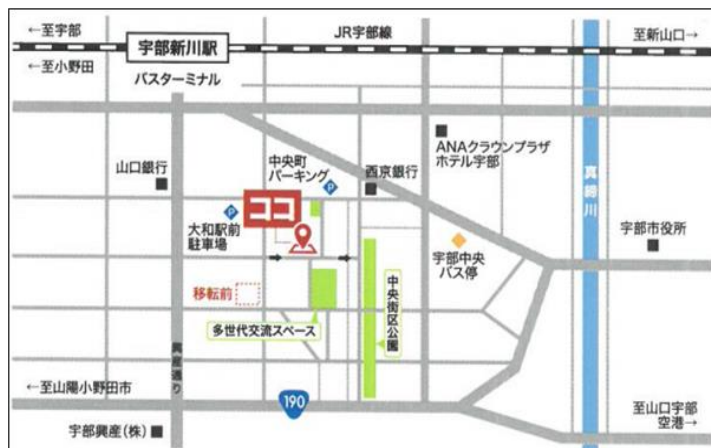 ←至宇部
JR宇部線
至新山口→
宇部新川駅
←至小野田
バスターミナル
ANAクラウンプラザ
ホテル宇部
中央町
パーキング
西京銀行
山口銀行
P
P
ココ
大和駅前
駐車場
真締川
宇部市役所
宇部中央
バス停
移転前
多世代交流スペース
中央街区公園
興産通り
←至山陽小野田市
190
至山口宇部
空港→
宇部興産(株)